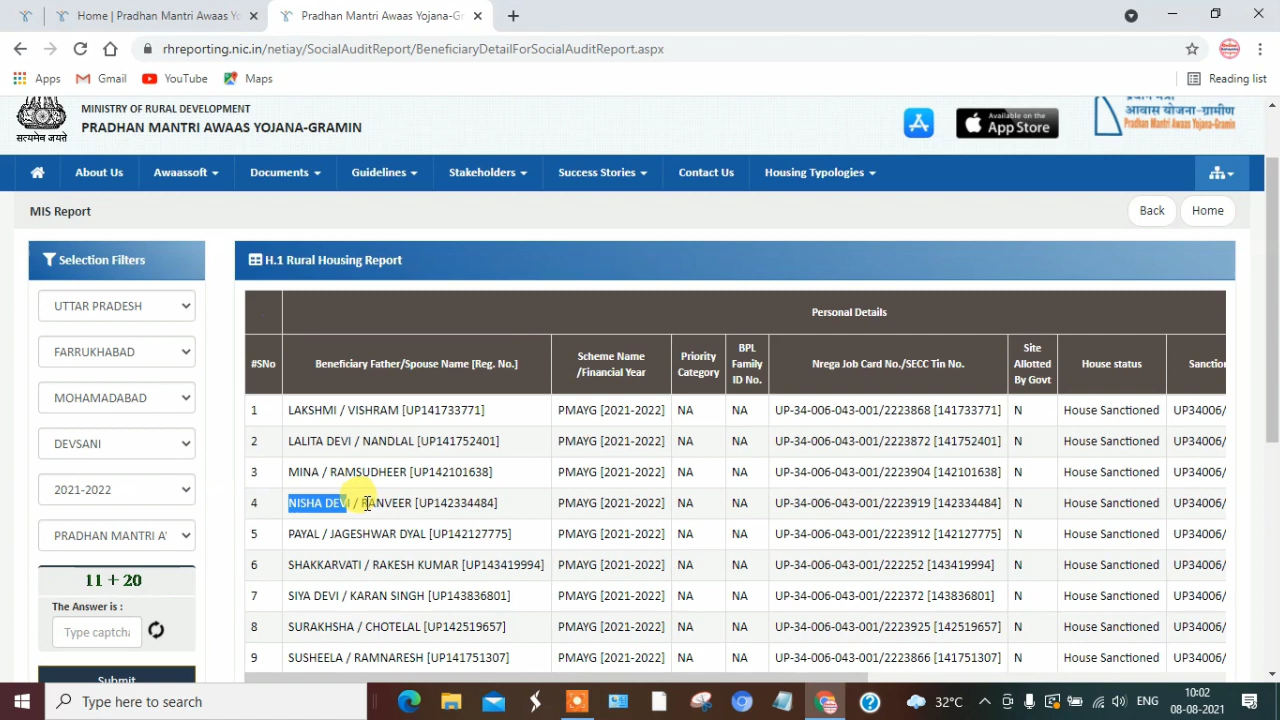 Home | Pradhan Mantri Awaas Yo
Pradhan Mantri Awaas Yojana-Gr
rhreporting.nic.in/netiay/SocialAuditReport/BeneficiaryDetailForSocialAuditReport.aspx
Apps Gmail YouTube Maps Reading list
सत्यमेव जयते
MINISTRY OF RURAL DEVELOPMENT
PRADHAN MANTRI AWAAS YOJANA-GRAMIN
Available on the
App Store
आवास योजना-ग्रामीण
Pradhan Mantri Awaas Yojna-Gramin
About Us Awaassoft Documents Guidelines Stakeholders Success Stories Contact Us Housing Typologies
MIS Report Back Home
Selection Filters
UTTAR PRADESH
FARRUKHABAD
MOHAMADABAD
DEVSANI
2021-2022
PRADHAN MANTRI A
11 + 20
The Answer is :
Type captcha
Submit
H.1 Rural Housing Report
Personal Details
#SNo Beneficiary Father/Spouse Name [Reg. No.] Scheme Name /Financial Year Priority Category BPL Family ID No. Nrega Job Card No./SECC Tin No. Site Allotted By Govt House status Sanction
1 LAKSHMI / VISHRAM [UP141733771] PMAYG [2021-2022] NA NA UP-34-006-043-001/2223868 [141733771] N House Sanctioned UP34006/
2 LALITA DEVI / NANDLAL [UP141752401] PMAYG [2021-2022] NA NA UP-34-006-043-001/2223872 [141752401] N House Sanctioned UP34006/
3 MINA / RAMSUDHEER [UP142101638] PMAYG [2021-2022] NA NA UP-34-006-043-001/2223904 [142101638] N House Sanctioned UP34006/
4 NISHA DEVI / RANVEER [UP142334484] PMAYG [2021-2022] NA NA UP-34-006-043-001/2223919 [142334484] N House Sanctioned UP34006/
5 PAYAL / JAGESHWAR DYAL [UP142127775] PMAYG [2021-2022] NA NA UP-34-006-043-001/2223912 [142127775] N House Sanctioned UP34006/
6 SHAKKARVATI / RAKESH KUMAR [UP143419994] PMAYG [2021-2022] NA NA UP-34-006-043-001/222252 [143419994] N House Sanctioned UP34006/
7 SIYA DEVI / KARAN SINGH [UP143836801] PMAYG [2021-2022] NA NA UP-34-006-043-001/222372 [143836801] N House Sanctioned UP34006/
8 SURAKHSHA / CHOTELAL [UP142519657] PMAYG [2021-2022] NA NA UP-34-006-043-001/2223925 [142519657] N House Sanctioned UP34006/
9 SUSHEELA / RAMNARESH [UP141751307] PMAYG [2021-2022] NA NA UP-34-006-043-001/2223866 [141751307] N House Sanctioned UP34006/
Type here to search
32°C
ENG
10:02
08-08-2021